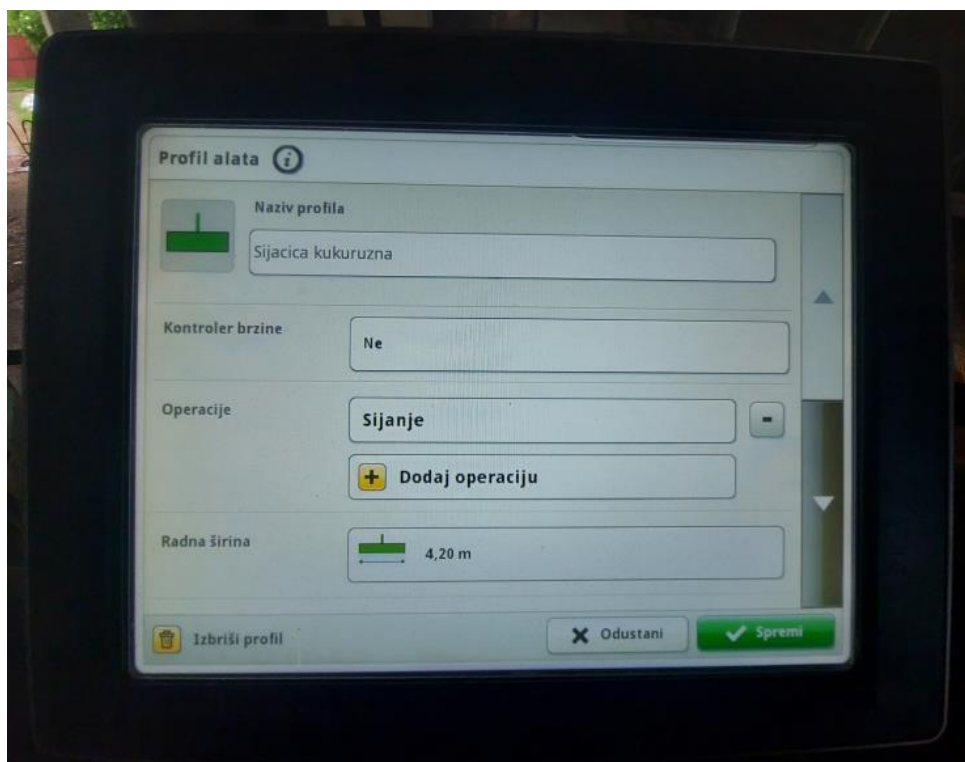 Profil alata
Naziv profila
Sijacica kukuruzna
Kontroler brzine
Ne
Operacije
Sijanje
-
+ Dodaj operaciju
Radna širina
4,20 m
Izbriši profil
Odustani
Spremi